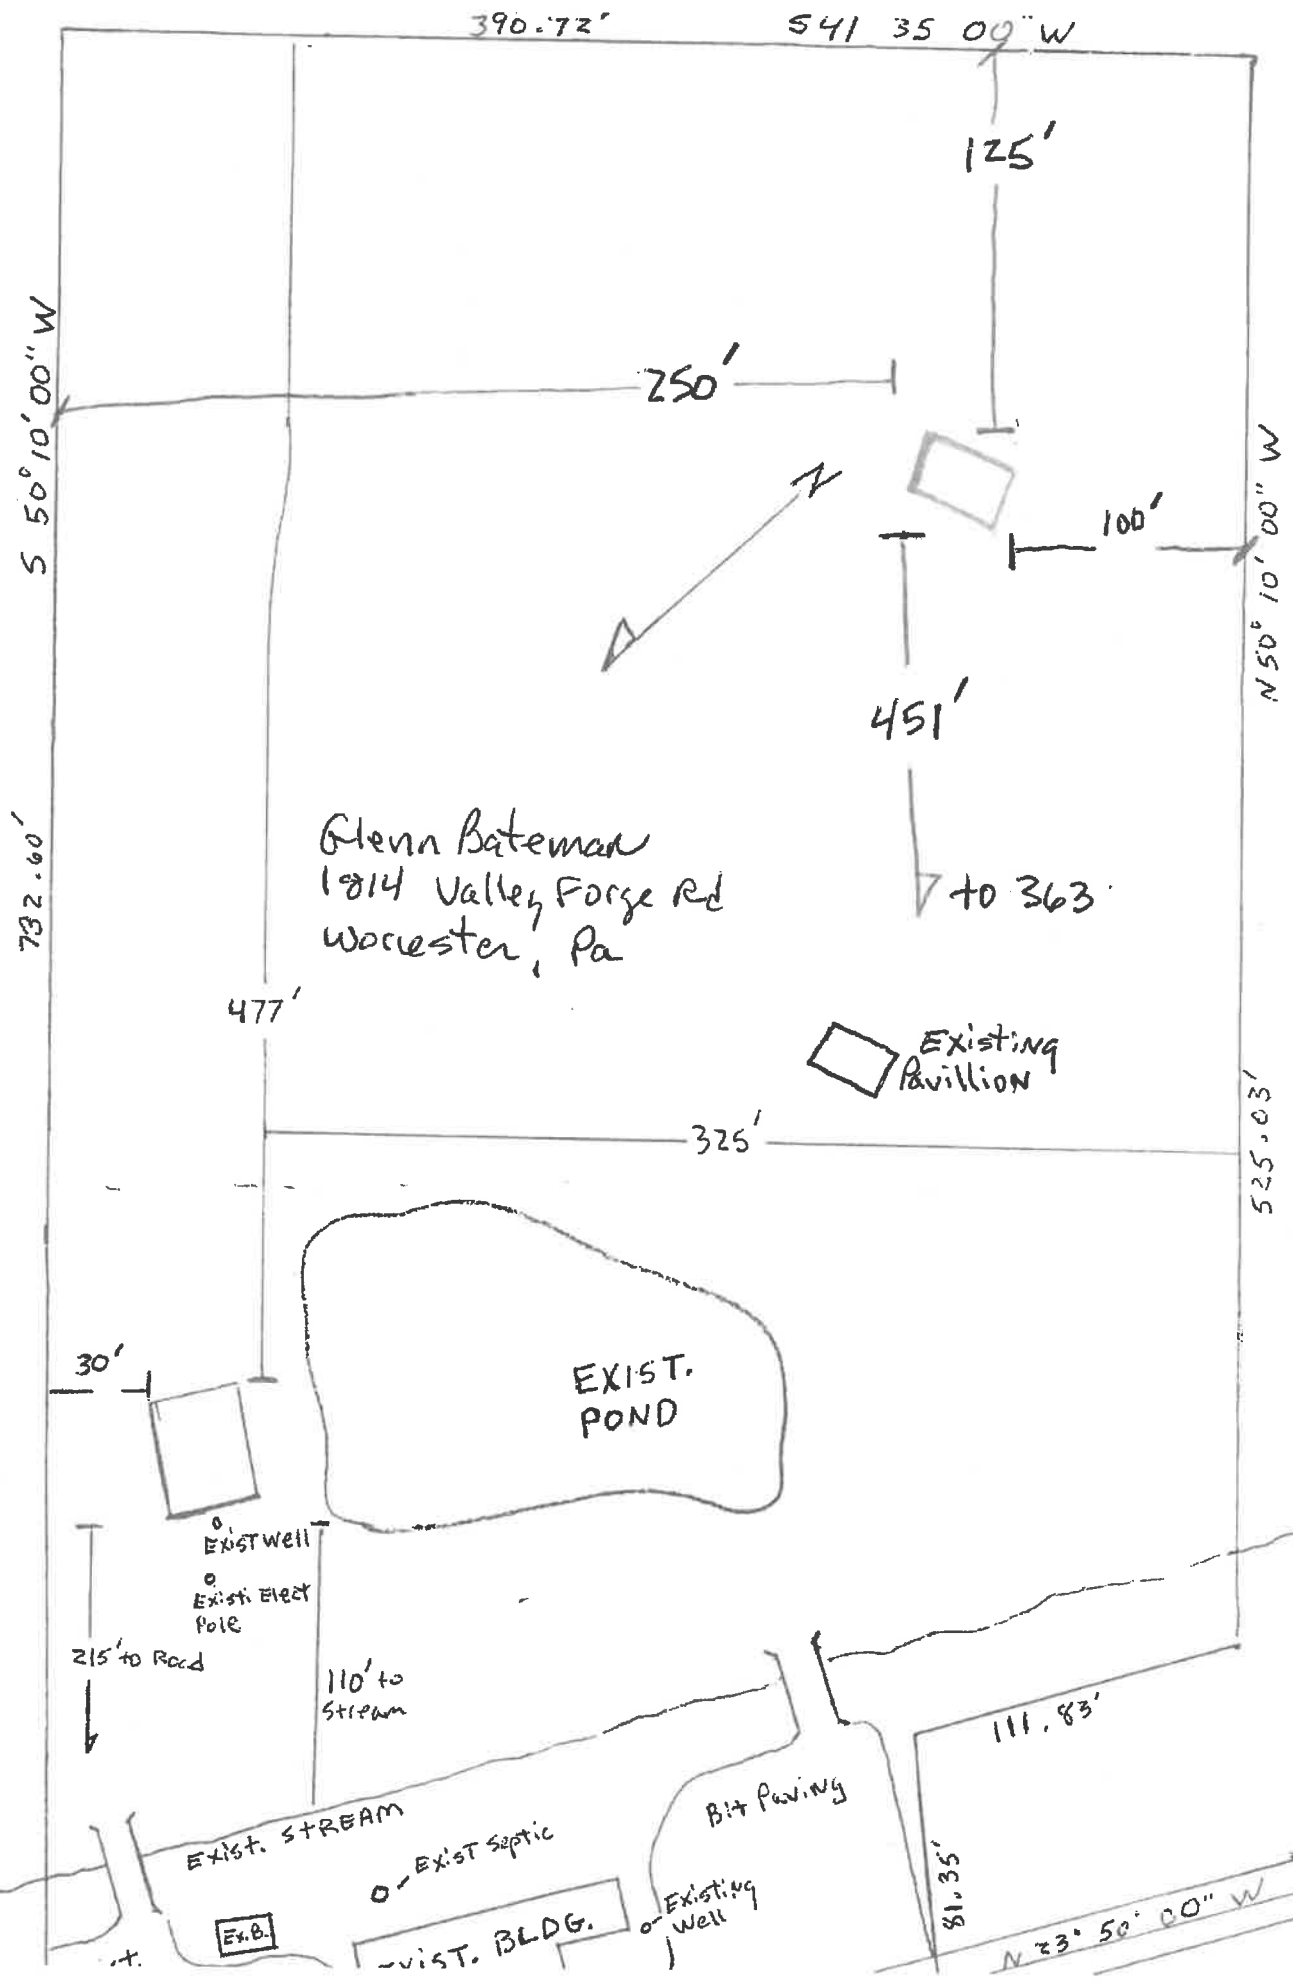 390.72' S41 35 00" W
125'
S 50° 10' 00" W
250'
N
100'
N 50° 10' 00" W
451'
732.60'
Glenn Bateman
1814 Valley Forge Rd
Worcester, Pa
to 363
477'
Existing
Pavillion
325'
525.03'
30'
EXIST.
POND
Exist well
Exist. Elect
Pole
215' to Road
110' to
Stream
111.83'
Bit Paving
Exist. STREAM
Exist Septic
81.35'
Existing
Well
Ex.B.
EXIST. BLDG.
N 23° 50' 00" W